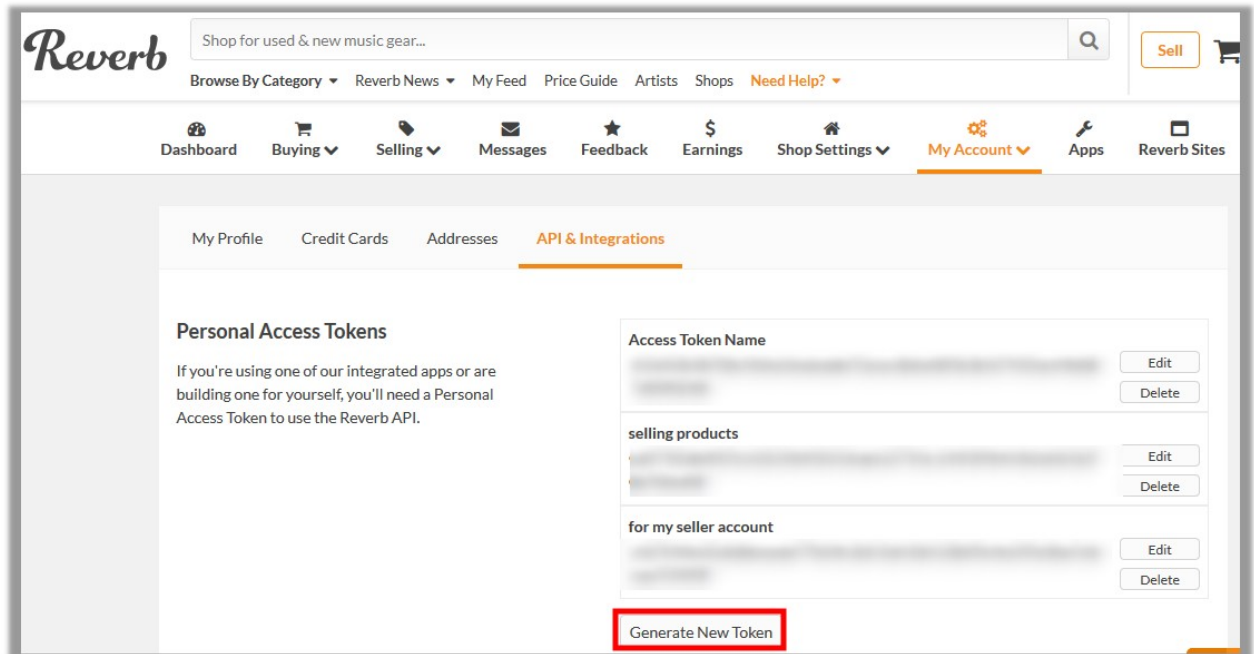 Reverb
Shop for used & new music gear...
Sell
Browse By Category Reverb News My Feed Price Guide Artists Shops Need Help?
Dashboard Buying Selling Messages Feedback Earnings Shop Settings My Account Apps Reverb Sites
My Profile Credit Cards Addresses API & Integrations
Personal Access Tokens
If you're using one of our integrated apps or are
building one for yourself, you'll need a Personal
Access Token to use the Reverb API.
Access Token Name
Edit
Delete
selling products
Edit
Delete
for my seller account
Edit
Delete
Generate New Token